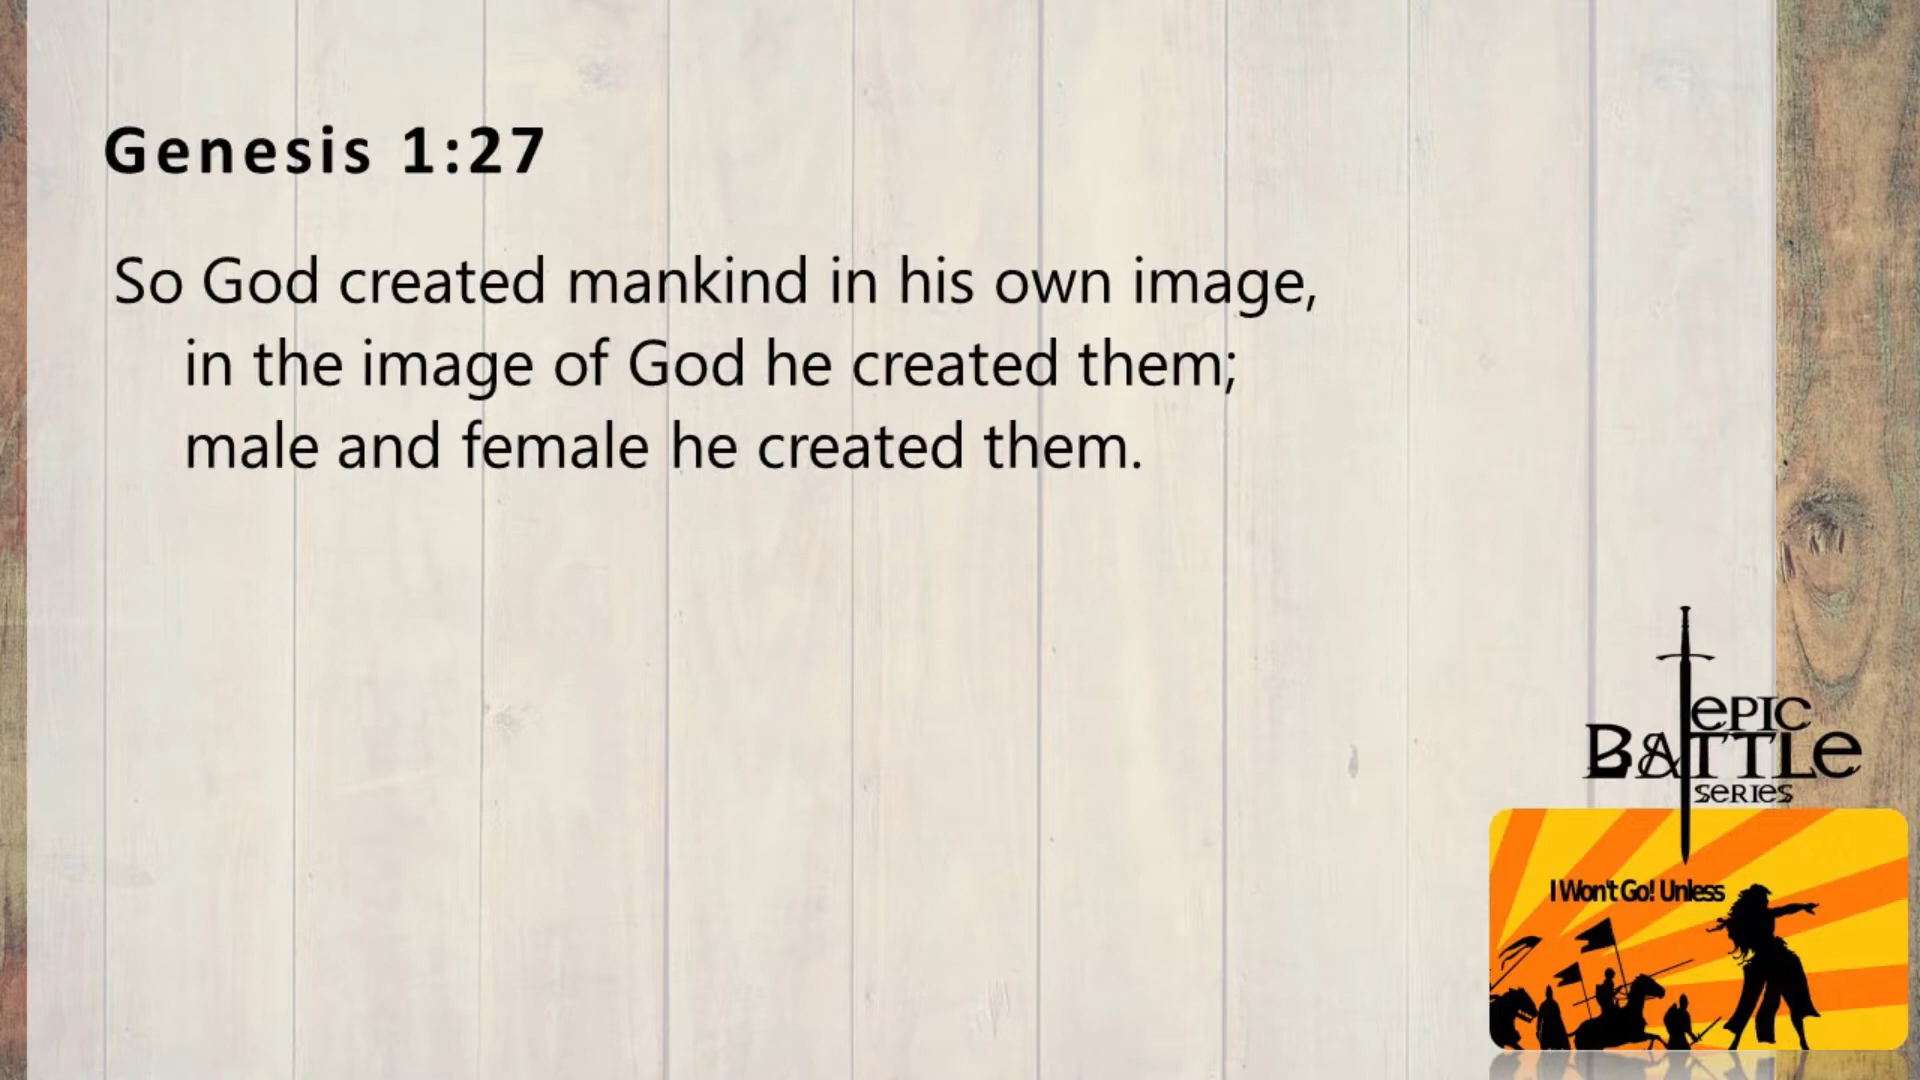 Genesis 1:27
So God created mankind in his own image,
in the image of God he created them;
male and female he created them.
ePIC
BATTLe
SeRIeS
I Won't Go! Unless